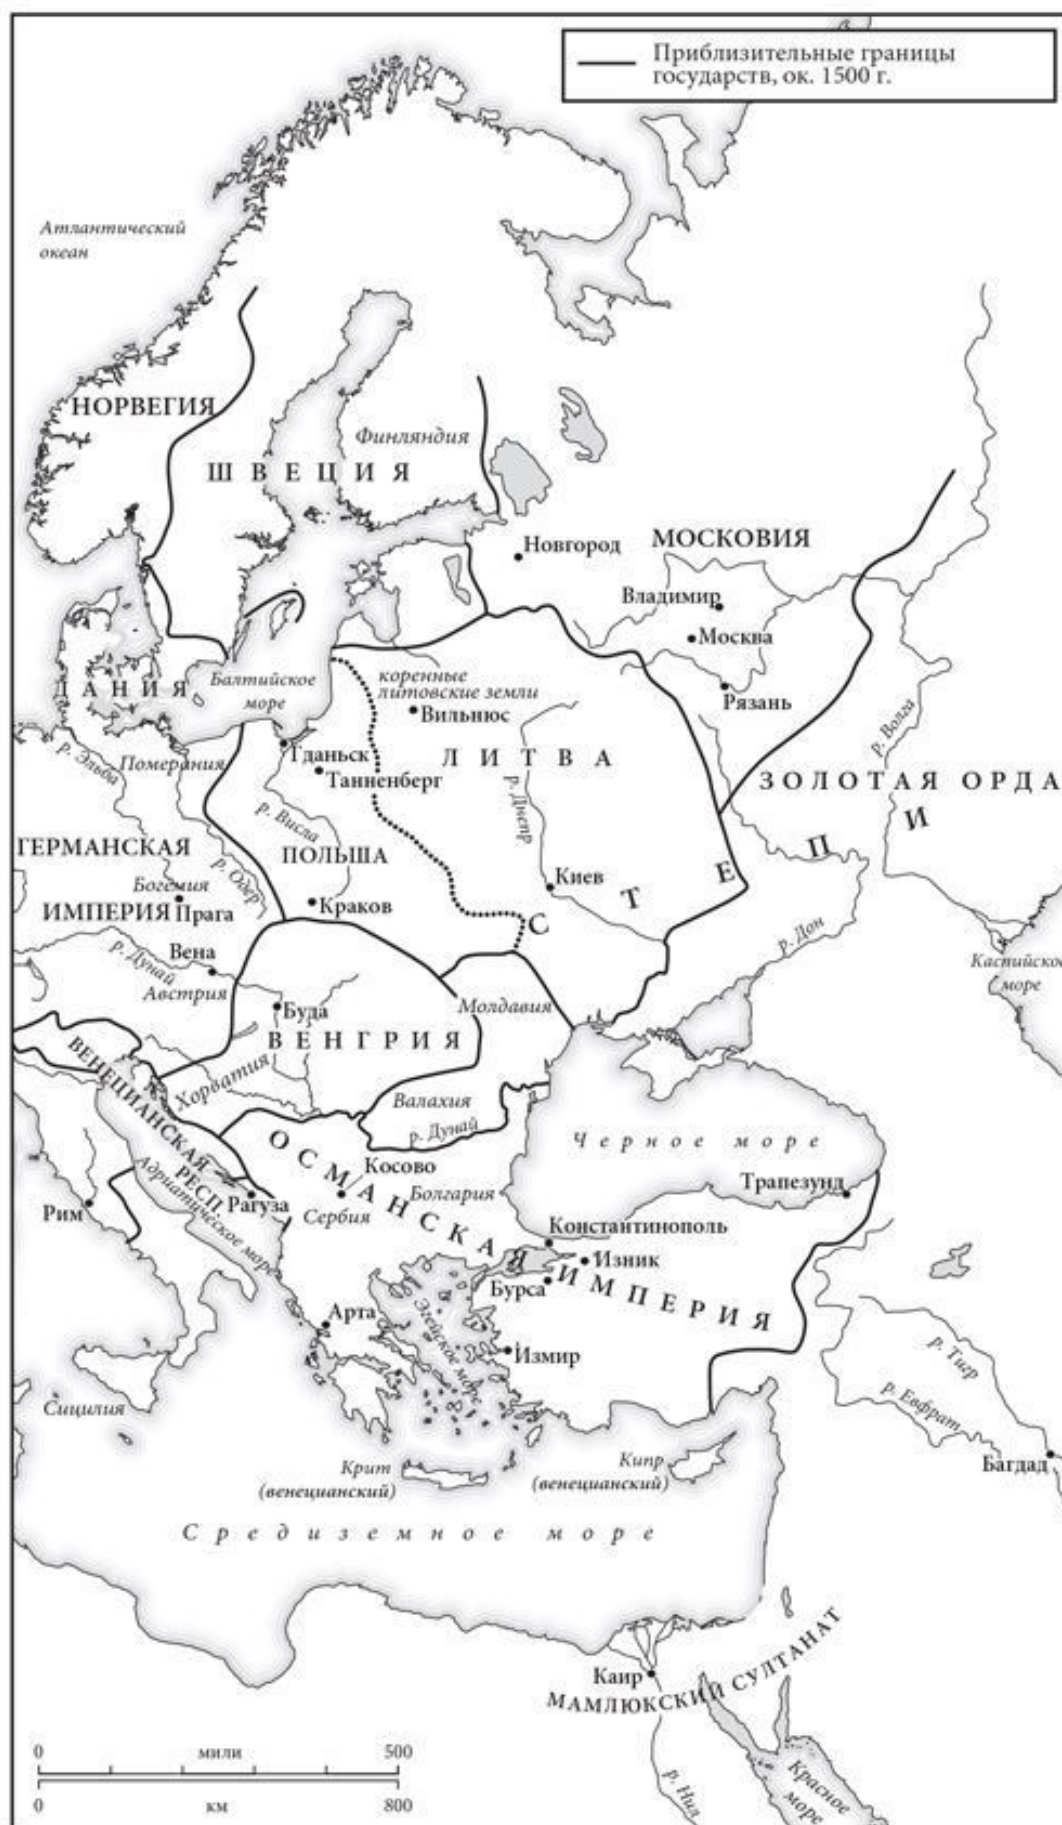 Приблизительные границы
государств, ок. 1500 г.
Атлантический
океан
НОРВЕГИЯ
Финляндия
ШВЕЦИЯ
Новгород
МОСКОВИЯ
Владимир
Москва
Рязань
ДАНИЯ
Балтийское
море
коренные
литовские земли
Вильнюс
ЛИТВА
р. Волга
ЗОЛОТАЯ ОРДА
р. Эльба
Померания
Гданьск
Танненберг
р. Висла
р. Днепр
ГЕРМАНСКАЯ
ИМПЕРИЯ
Богемия
Прага
р. Одер
ПОЛЬША
Краков
Киев
СТЕПИ
р. Дон
Каспийское
море
Вена
р. Дунай
Австрия
Буда
ВЕНГРИЯ
Молдавия
ВЕНЕЦИАНСКАЯ
РЕСП.
Хорватия
Валахия
р. Дунай
Черное море
ОСМАНСКАЯ ИМПЕРИЯ
Косово
Болгария
Сербия
Трапезунд
Адриатическое море
Рагуза
Рим
Константинополь
Изник
Бурса
Арта
Эгейское море
Измир
р. Тигр
р. Евфрат
Багдад
Сицилия
Крит
(венецианский)
Кипр
(венецианский)
Средиземное море
Каир
МАМЛЮКСКИЙ СУЛТАНАТ
р. Нил
Красное
море
0 мили 500
0 км 800